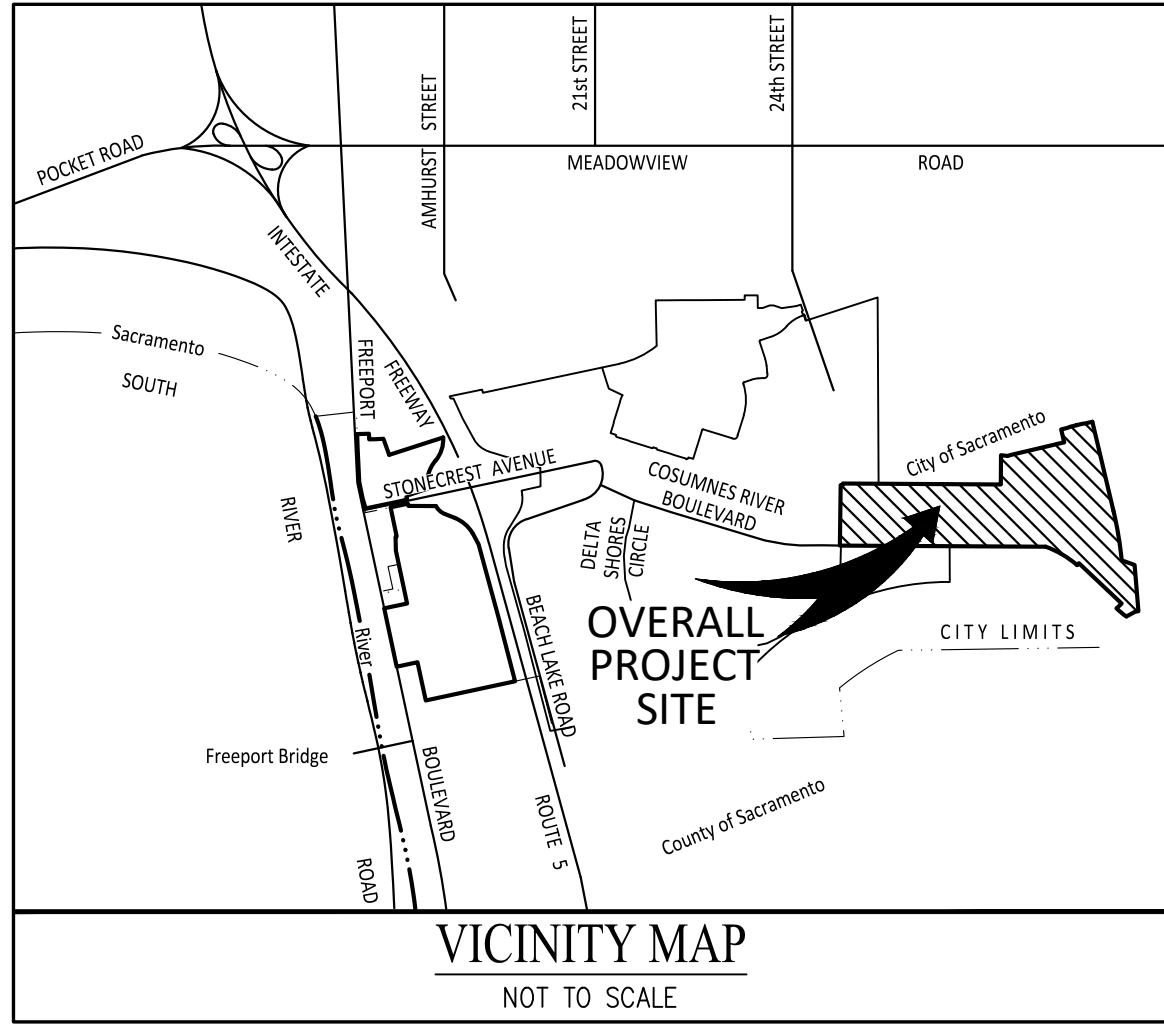 21st STREET
24th STREET
AMHURST STREET
POCKET ROAD
MEADOWVIEW ROAD
INTESTATE
FREEWAY
Sacramento
SOUTH
FREEPORT
STONECREST AVENUE
COSUMNES RIVER
BOULEVARD
City of Sacramento
RIVER
DELTA
SHORES
CIRCLE
OVERALL
PROJECT
SITE
CITY LIMITS
River
BEACH LAKE ROAD
Freeport Bridge
BOULEVARD
ROUTE 5
County of Sacramento
ROAD
VICINITY MAP
NOT TO SCALE